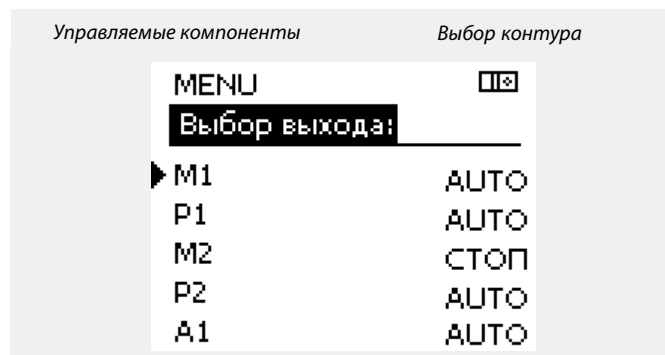 Управляемые компоненты Выбор контура
MENU
Выбор выхода:
M1 AUTO
P1 AUTO
M2 СТОП
P2 AUTO
A1 AUTO